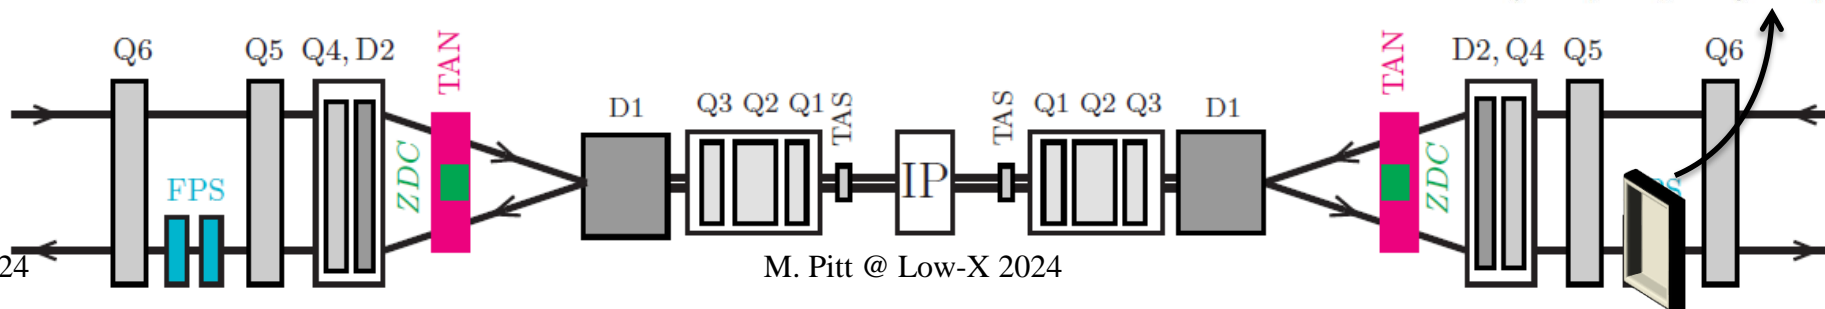 Q6 Q5 Q4, D2 TAN D1 Q3 Q2 Q1 TAS IP TAS Q1 Q2 Q3 D1 TAN D2, Q4 Q5 Q6
FPS ZDC ZDC
24 M. Pitt @ Low-X 2024